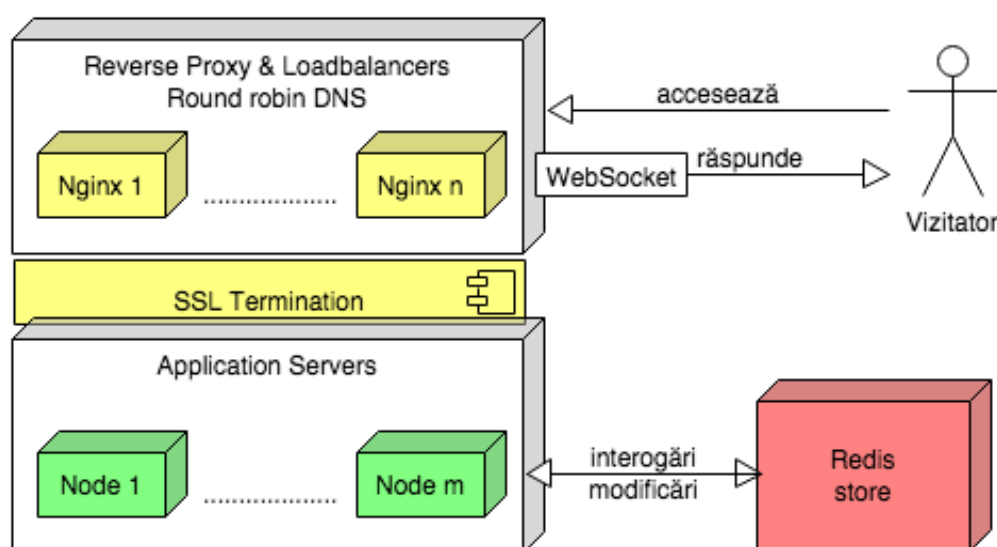 Reverse Proxy & Loadbalancers
Round robin DNS
Nginx 1
....................
Nginx n
accesează
WebSocket
răspunde
Vizitator
SSL Termination
Application Servers
Node 1
....................
Node m
interogări
modificări
Redis
store